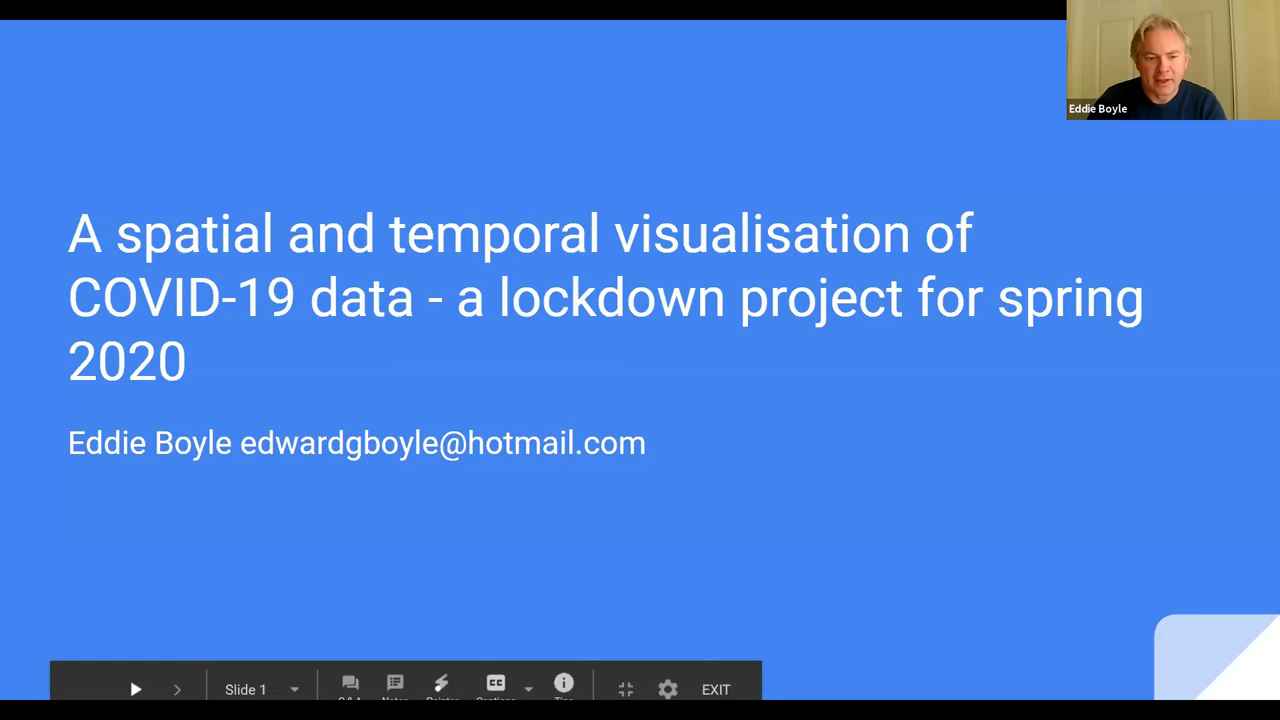 Eddie Boyle
A spatial and temporal visualisation of
COVID-19 data - a lockdown project for spring
2020
Eddie Boyle edwardgboyle@hotmail.com
Slide 1
CC
EXIT